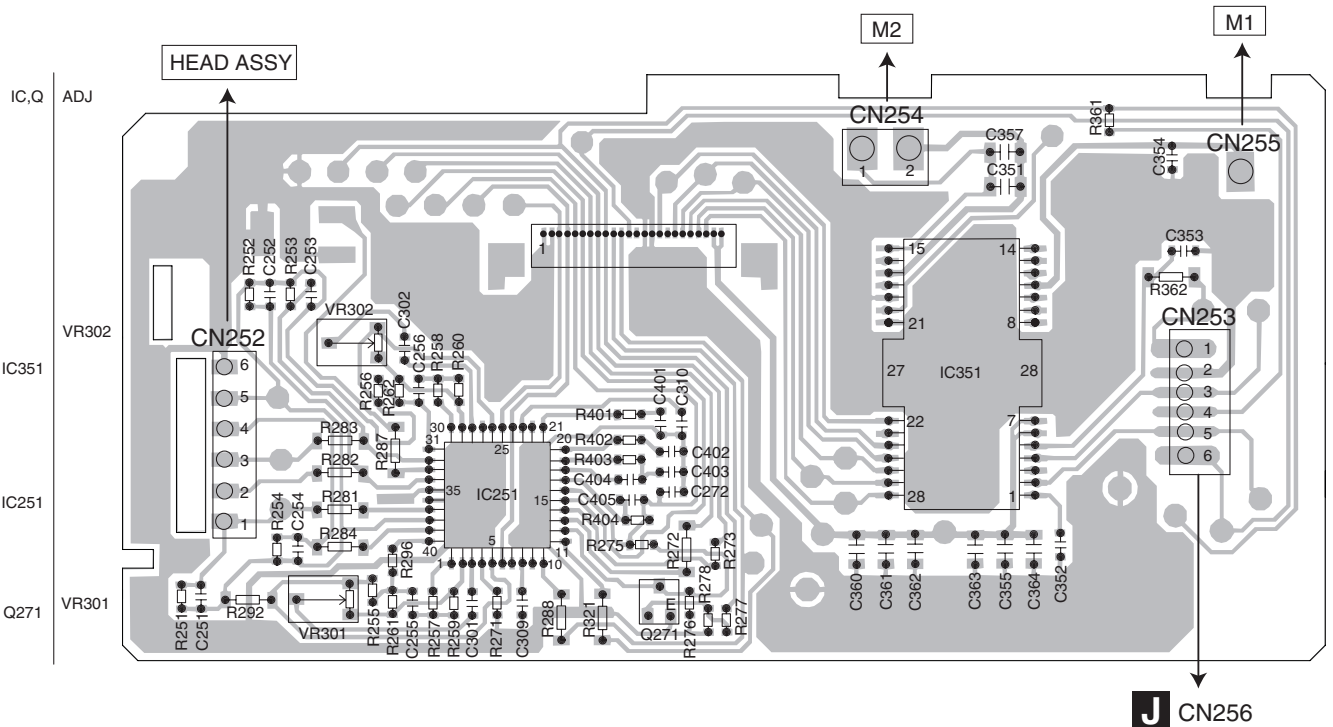 M2
M1
HEAD ASSY
IC,Q
ADJ
CN254
1
2
C357
C351
R361
C354
CN255
1
R252
C252
R253
C253
15
14
21
8
27
IC351
28
22
7
28
1
C353
R362
CN253
1
2
3
4
5
6
VR302
IC351
VR302
C302
CN252
6
5
4
3
2
1
R256
R262
C256
R258
R260
R283
R282
R281
R284
R287
30
21
31
20
25
35
IC251
15
5
40
11
1
10
R401
C401
C310
R402
C402
R403
C403
C404
C272
C405
R404
R275
R272
R273
IC251
R254
C254
R296
Q271
VR301
R251
C251
R292
VR301
R255
R261
C255
R257
R259
C301
R271
C309
R288
R321
Q271
R276
R278
R277
C360
C361
C362
C363
C355
C364
C352
J CN256